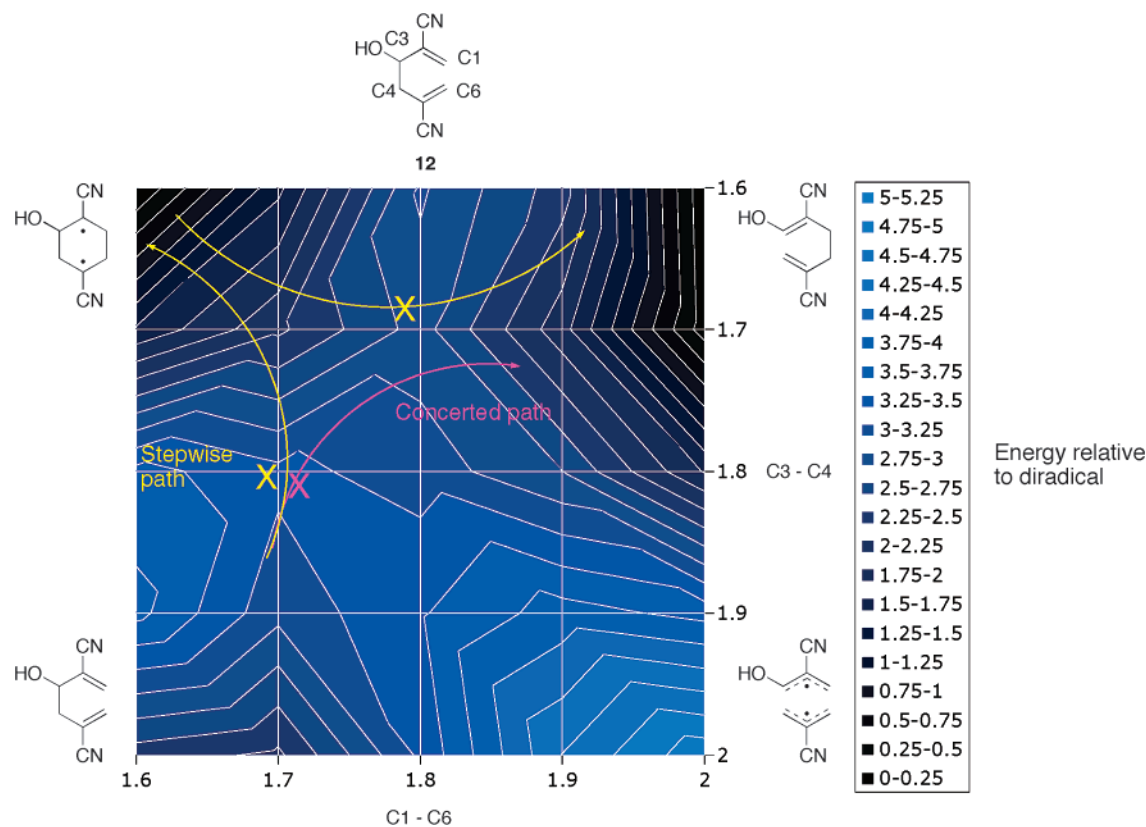 CN
C3
HO
C1
C4
C6
CN
12
CN
HO
CN
1.6
1.7
1.8
1.9
2
Concerted path
Stepwise
path
C3 - C4
CN
HO
CN
5-5.25
4.75-5
4.5-4.75
4.25-4.5
4-4.25
3.75-4
3.5-3.75
3.25-3.5
3-3.25
2.75-3
2.5-2.75
2.25-2.5
2-2.25
1.75-2
1.5-1.75
1.25-1.5
1-1.25
0.75-1
0.5-0.75
0.25-0.5
0-0.25
Energy relative
to diradical
CN
HO
CN
CN
HO
CN
1.6 1.7 1.8 1.9 2
C1 - C6